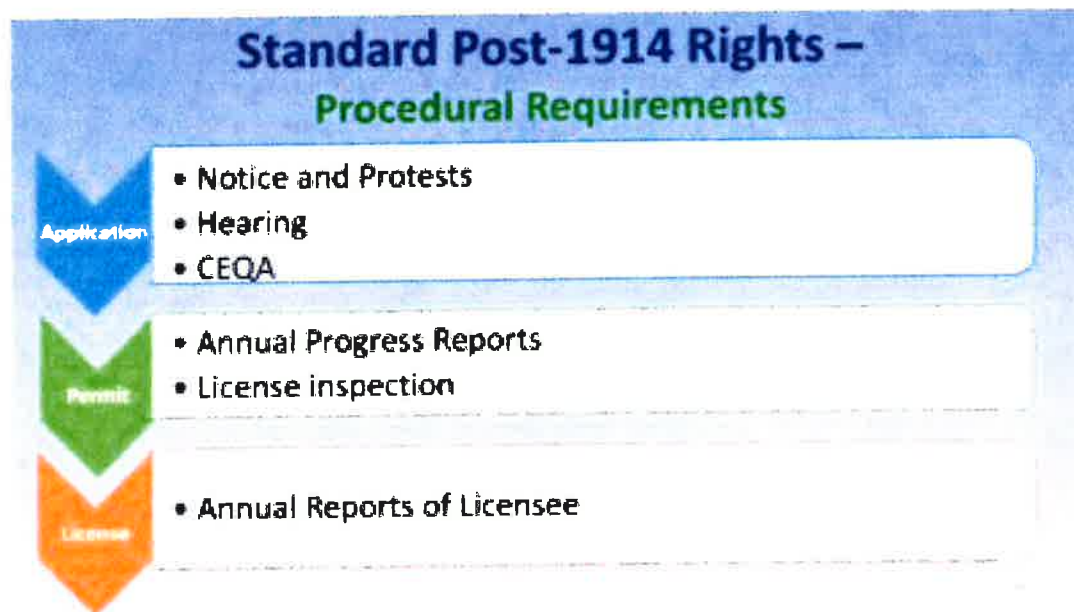 Standard Post-1914 Rights –
Procedural Requirements
Application
• Notice and Protests
• Hearing
• CEQA
Permit
• Annual Progress Reports
• License inspection
License
• Annual Reports of Licensee